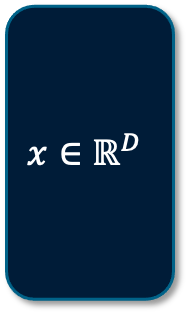 x ∈ ℝ^D